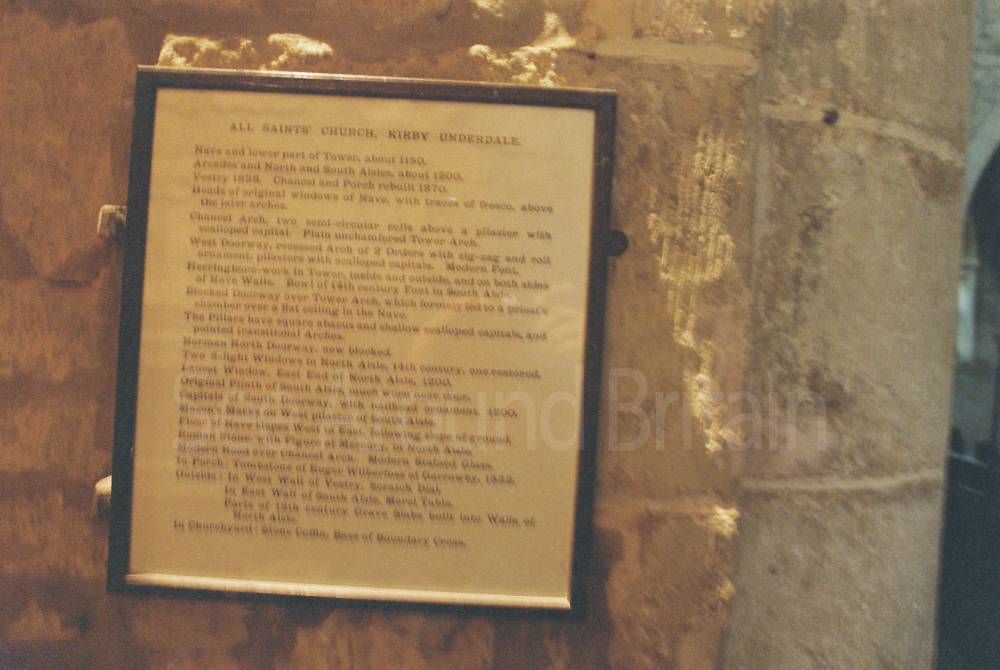 ALL SAINTS' CHURCH, KIRBY UNDERDALE.
Nave and lower part of Tower, about 1150.
Arcades and North and South Aisles, about 1200.
Vestry 1828. Chancel and Porch rebuilt 1870.
Heads of original windows of Nave, with traces of fresco, above
the later arches.
Chancel Arch, two semi-circular rolls above a pilaster with
scalloped capital. Plain unchamfered Tower Arch.
West Doorway, recessed Arch of 2 Orders with zig-zag and roll
ornament, pilasters with scalloped capitals. Modern Font.
Herringbone-work in Tower, inside and outside, and on both sides
of Nave Walls. Bowl of 14th century Font in South Aisle.
Blocked Doorway over Tower Arch, which formely led to a priest's
chamber over a flat ceiling in the Nave.
The Pillars have square abacus and shallow scalloped capitals, and
pointed transitional Arches.
Norman North Doorway, now blocked.
Two 2-light Windows in North Aisle, 14th century, one restored.
Lancet Window, East End of North Aisle, 1200.
Original Plinth of South Aisle, much worn near door.
Capitals of South Doorway, with nailhead ornament, 1200.
Mason's Marks on West pilaster of South Aisle.
Floor of Nave slopes West to East, following slope of ground.
Roman Stone, with Figure of Mercury, in North Aisle.
Modern Rood over Chancel Arch. Modern Stained Glass.
In Porch: Tombstone of Roger Wilberfoss of Garrowby,
Outside: In West Wall of Vestry, Scratch Dial.
In East Wall of South Aisle, Merel Table.
Parts of 13th century Grave Slabs built into Walls of
North Aisle.
In Churchyard: Stone Coffin, Base of Boundary Cross.
Britain